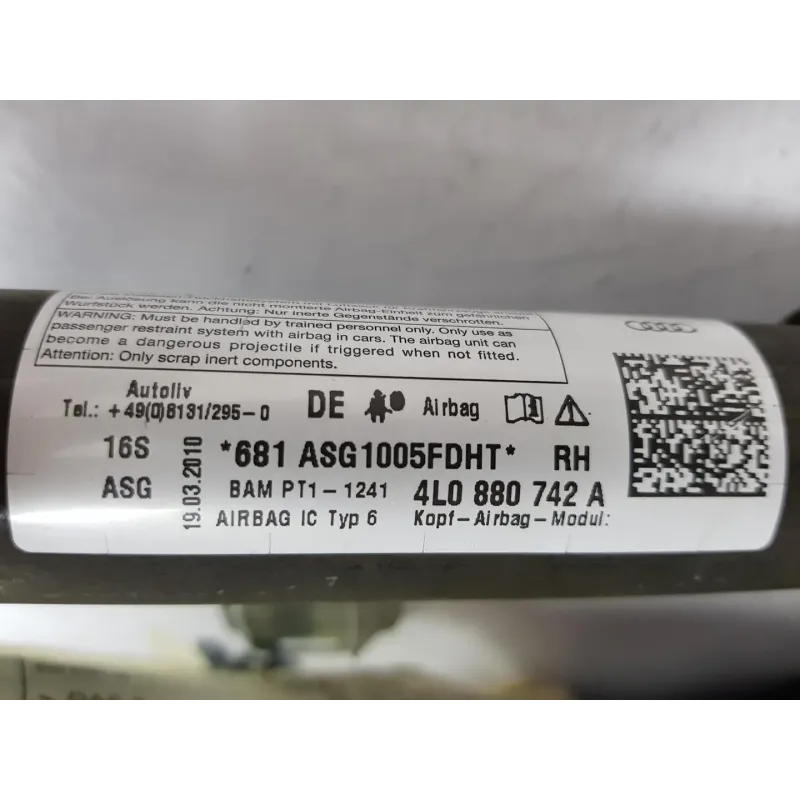 Bei Auslösung kann die nicht montierte Airbag-Einheit zum gefährlichen
Wurfstück werden. Achtung: Nur inerte Gegenstände verschrotten.
WARNING: Must be handled by trained personnel only. Only use as
passenger restraint system with airbag in cars. The airbag unit can
become a dangerous projectile if triggered when not fitted.
Attention: Only scrap inert components.
Autoliv
Tel.: +49(0)8131/295-0
DE
Airbag
16S
ASG
19.03.2010
*681 ASG1005FDHT*
RH
BAM PT1-1241
4L0 880 742 A
AIRBAG IC Typ 6
Kopf-Airbag-Modul: